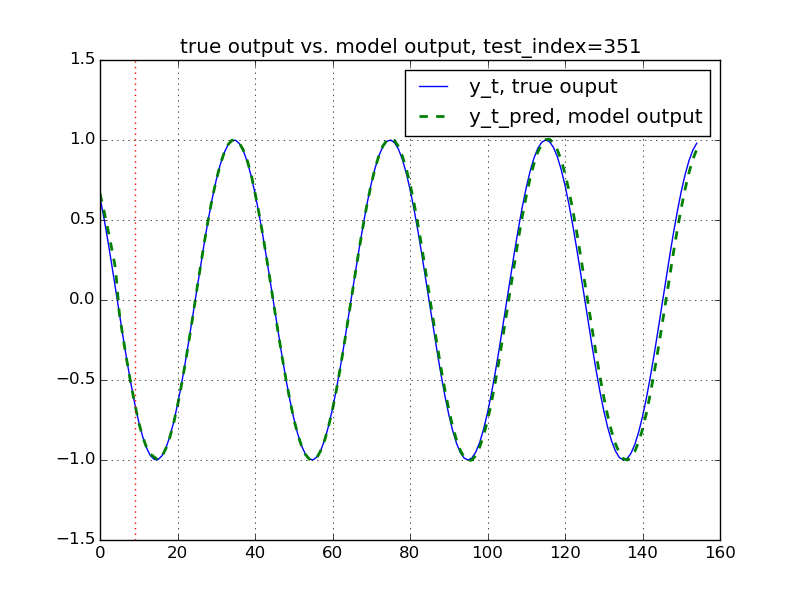 true output vs. model output, test_index=351
y_t, true ouput
y_t_pred, model output
1.5
1.0
0.5
0.0
−0.5
−1.0
−1.5
0 20 40 60 80 100 120 140 160